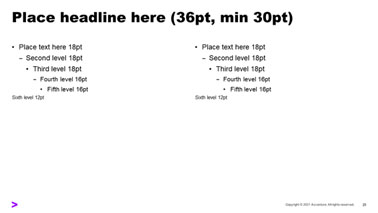 Place headline here (36pt, min 30pt)
• Place text here 18pt
– Second level 18pt
• Third level 18pt
– Fourth level 16pt
• Fifth level 16pt
Sixth level 12pt
• Place text here 18pt
– Second level 18pt
• Third level 18pt
– Fourth level 16pt
• Fifth level 16pt
Sixth level 12pt
Copyright © 2021 Accenture. All rights reserved.